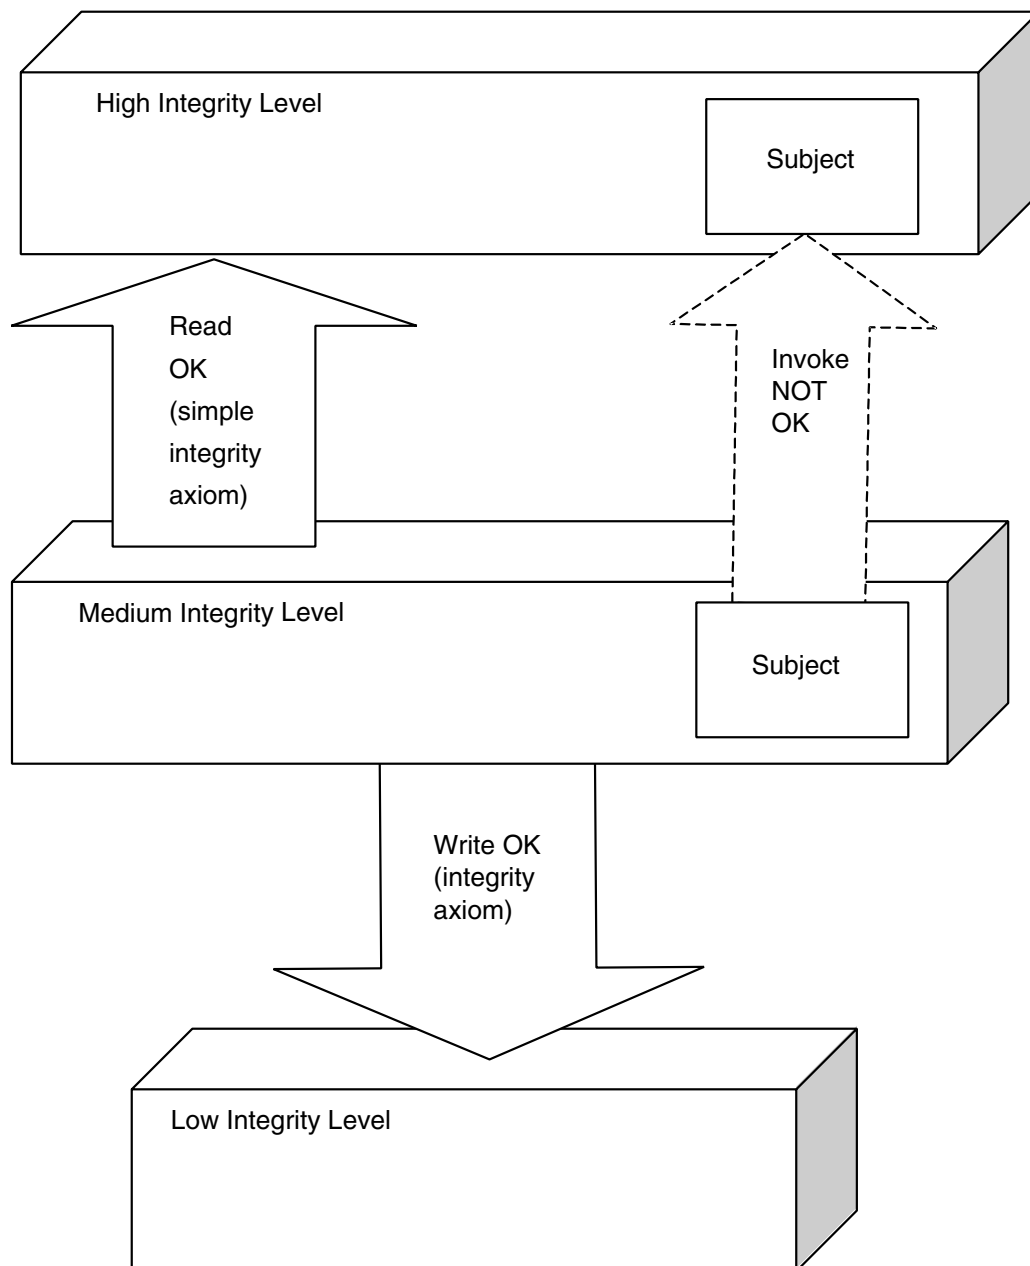 High Integrity Level
Subject
Read
OK
(simple
integrity
axiom)
Invoke
NOT
OK
Medium Integrity Level
Subject
Write OK
(integrity
axiom)
Low Integrity Level